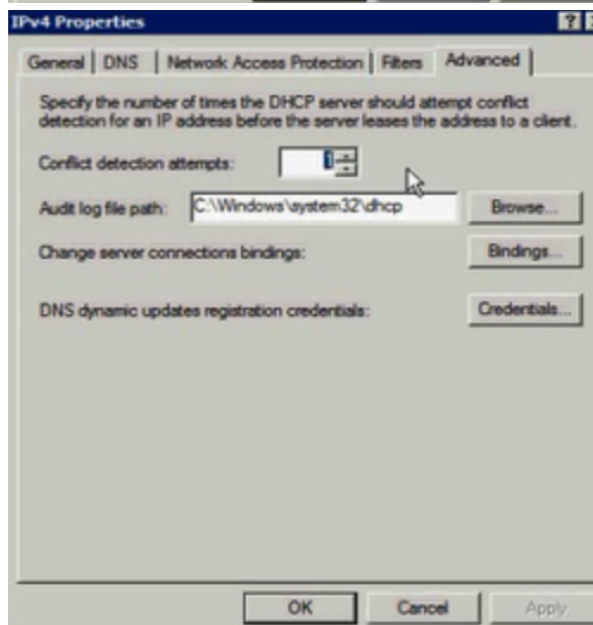 IPv4 Properties
General DNS Network Access Protection Filters Advanced
Specify the number of times the DHCP server should attempt conflict
detection for an IP address before the server leases the address to a client.
Conflict detection attempts: 1
Audit log file path: C:\Windows\system32\dhcp Browse...
Change server connections bindings: Bindings...
DNS dynamic updates registration credentials: Credentials...
OK Cancel Apply